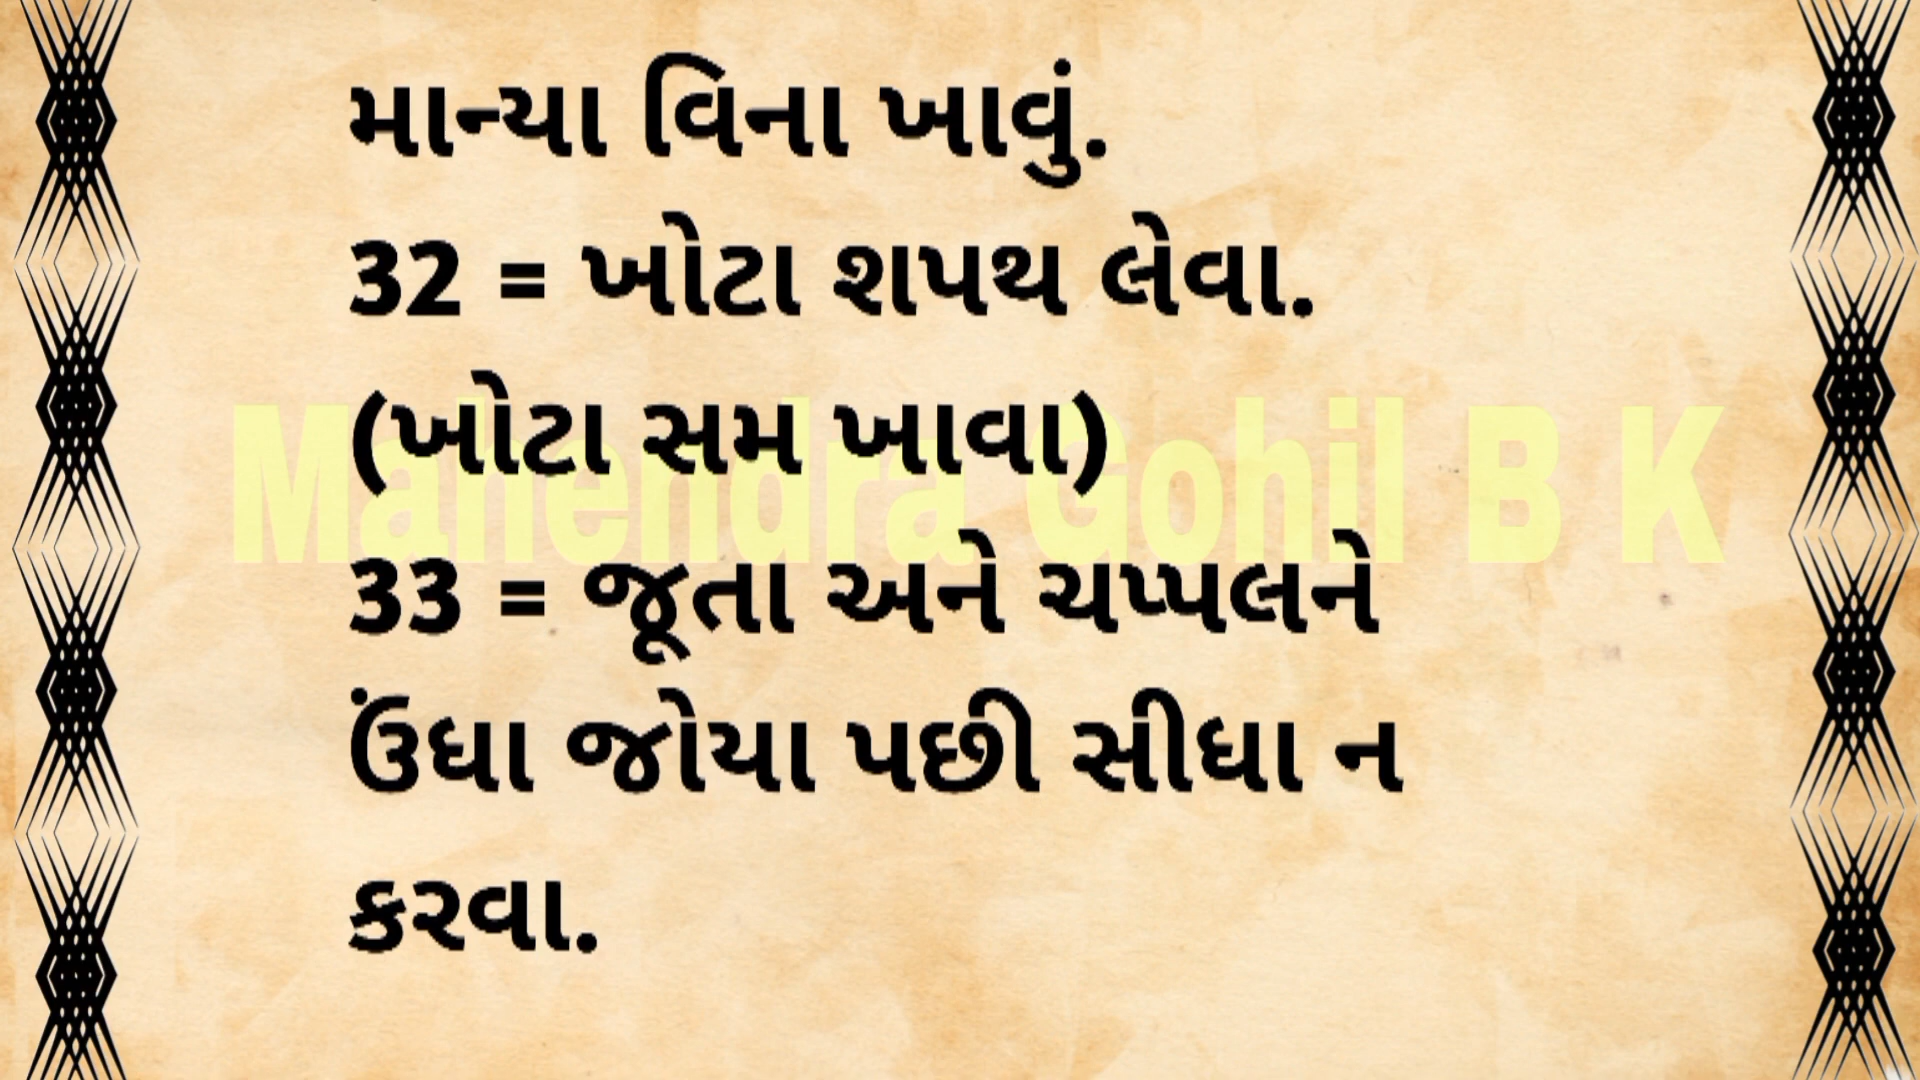 માન્યા વિના ખાવું.
32 = ખોટા શપથ લેવા.
(ખોટા સમ ખાવા)
Mahendra Gohil B K
33 = જૂતા અને ચપ્પલને
ઉંધા જોયા પછી સીધા ન
કરવા.